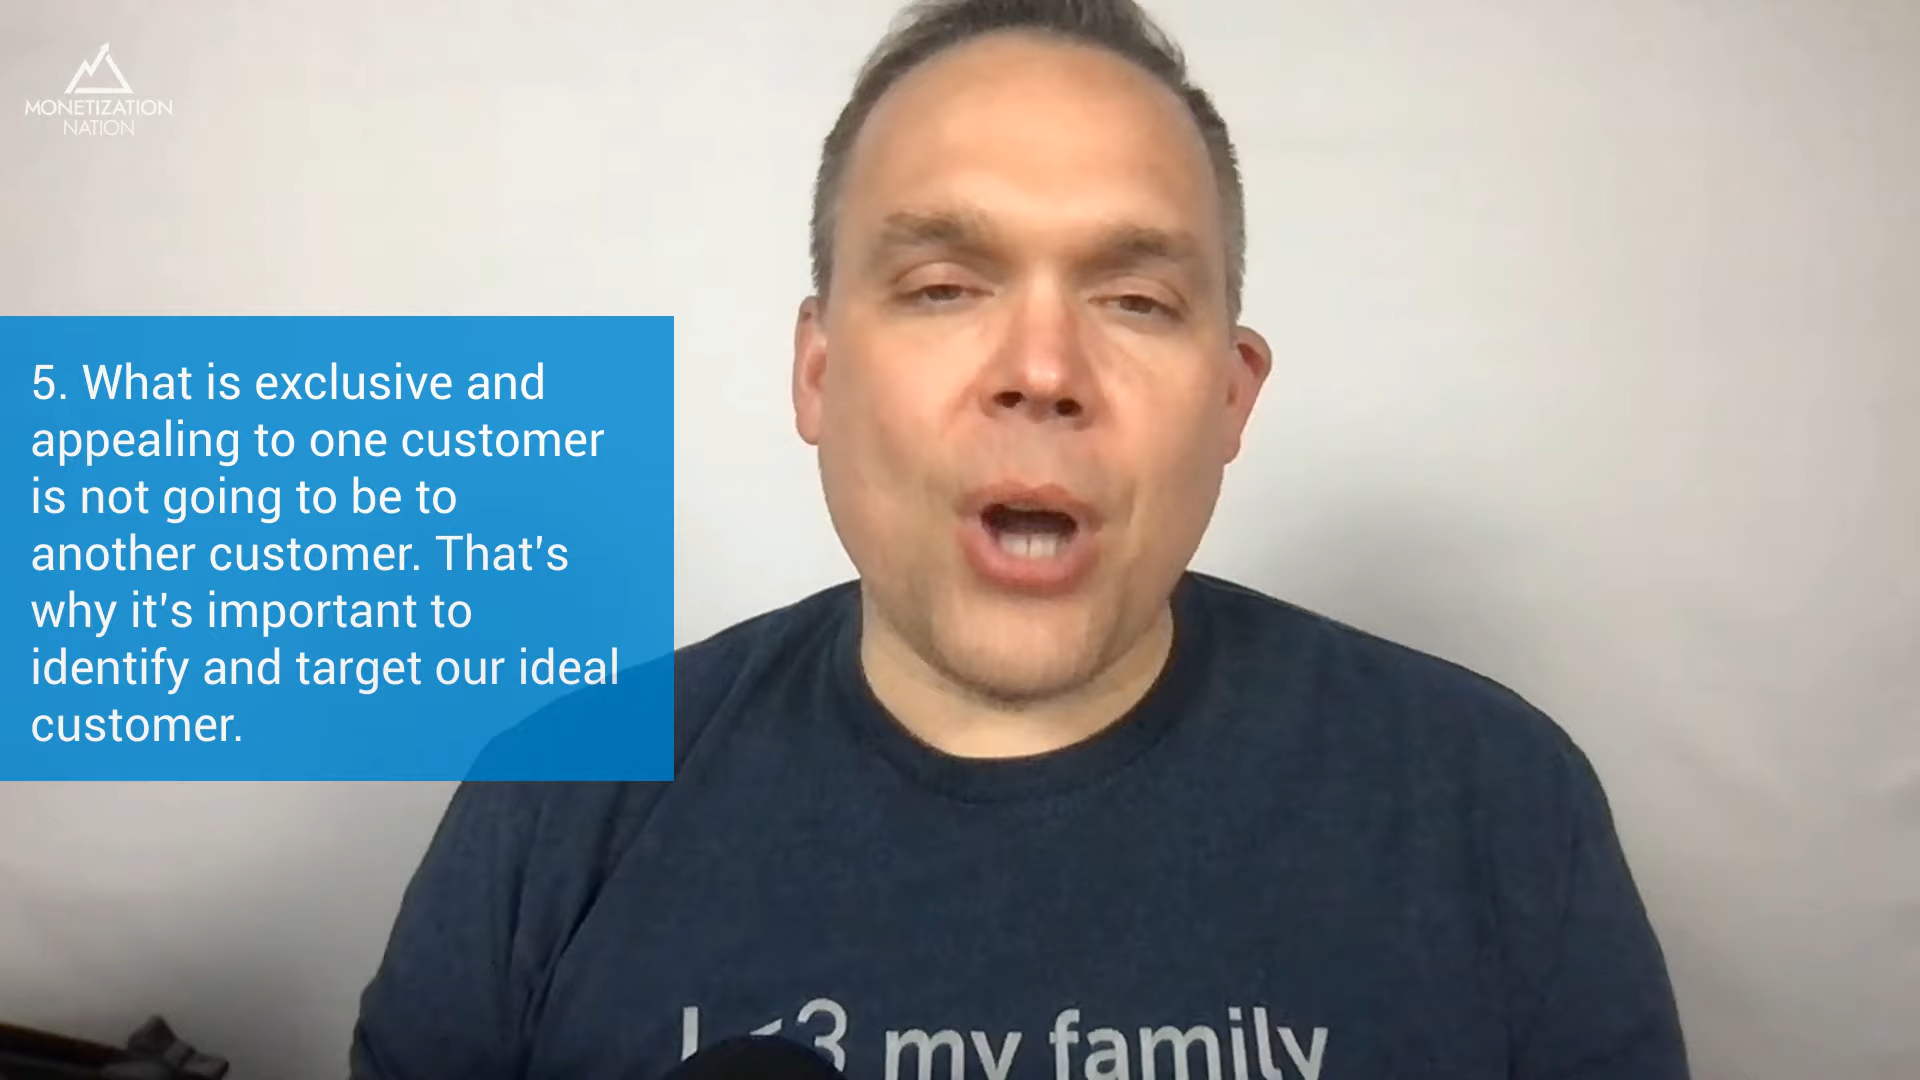 MONETIZATION
NATION
5. What is exclusive and
appealing to one customer
is not going to be to
another customer. That's
why it's important to
identify and target our ideal
customer.
I <3 my family